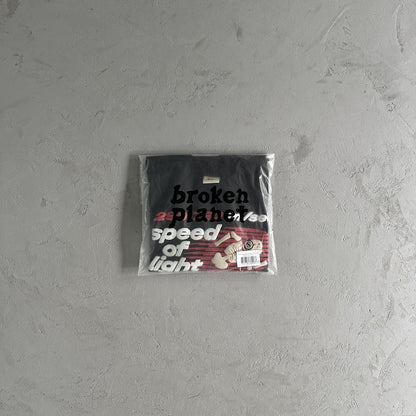 broken
planet
speed
of
light
S